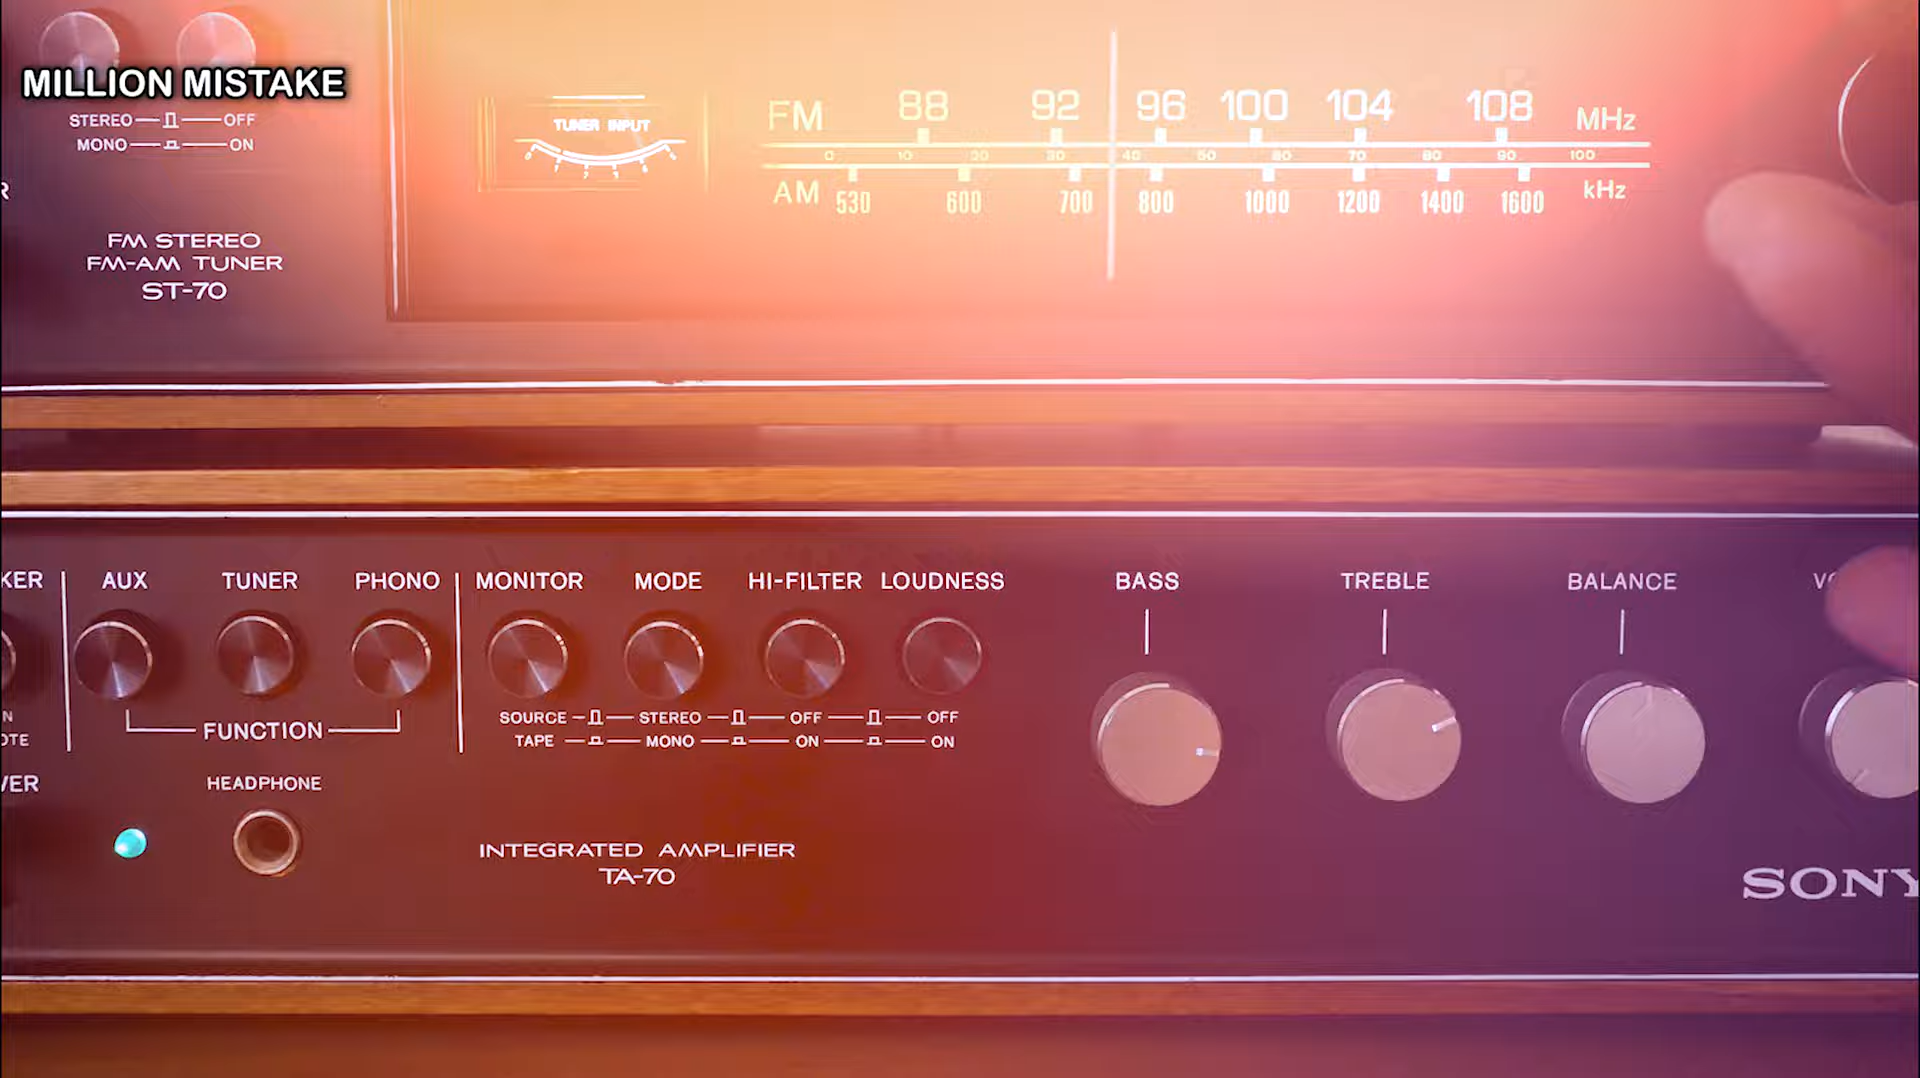 MILLION MISTAKE
STEREO OFF
MONO ON
FM STEREO
FM-AM TUNER
ST-70
TUNER INPUT
FM 88 92 96 100 104 108 MHz
0 10 20 30 40 50 60 70 80 90 100
AM 530 600 700 800 1000 1200 1400 1600 kHz
AUX TUNER PHONO MONITOR MODE HI-FILTER LOUDNESS BASS TREBLE BALANCE
SOURCE STEREO OFF OFF
TAPE MONO ON ON
FUNCTION
HEADPHONE
INTEGRATED AMPLIFIER
TA-70
SONY